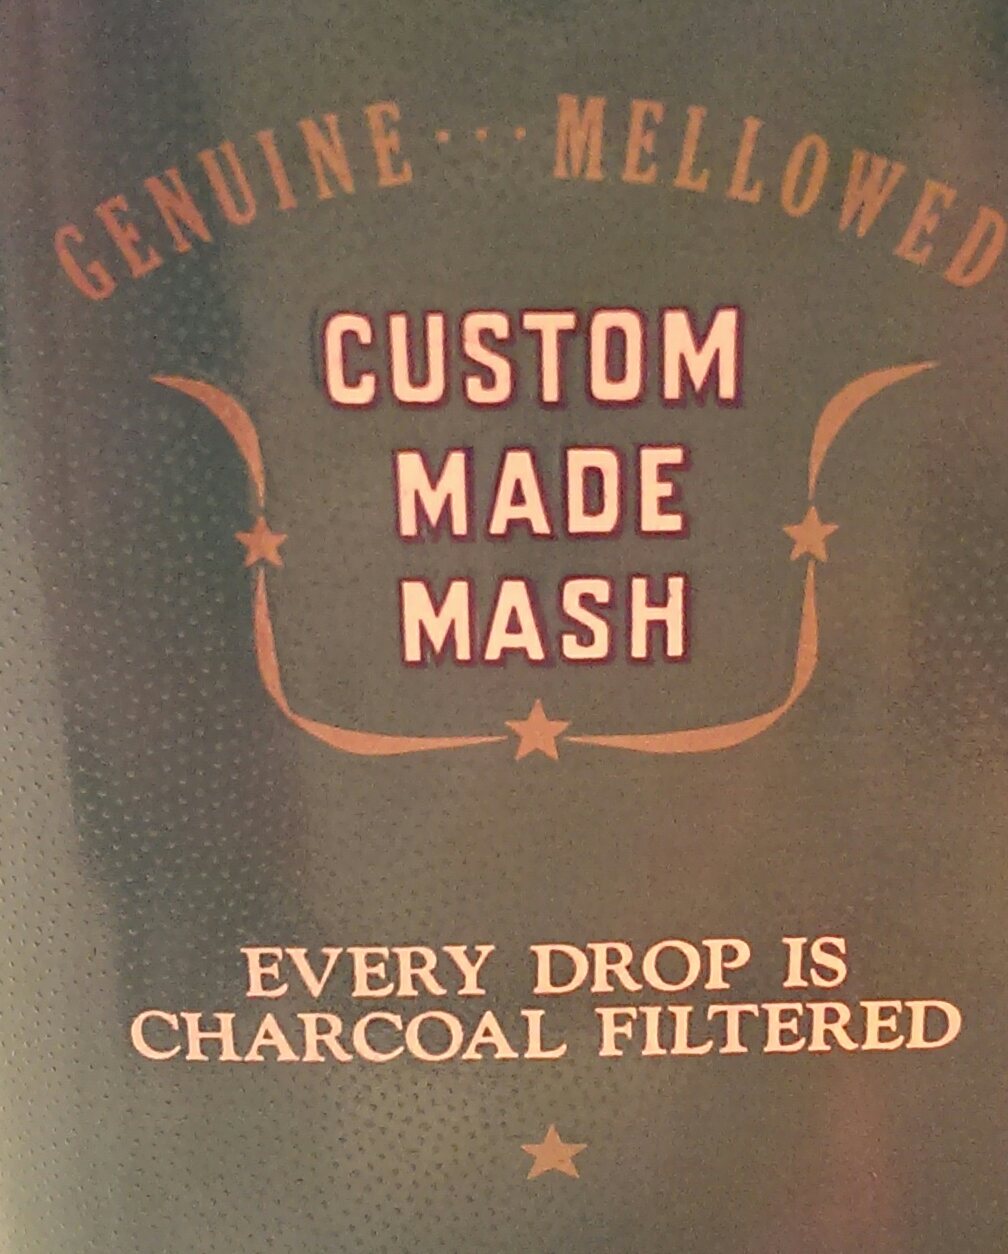 GENUINE ··· MELLOWED
CUSTOM
MADE
MASH
EVERY DROP IS
CHARCOAL FILTERED